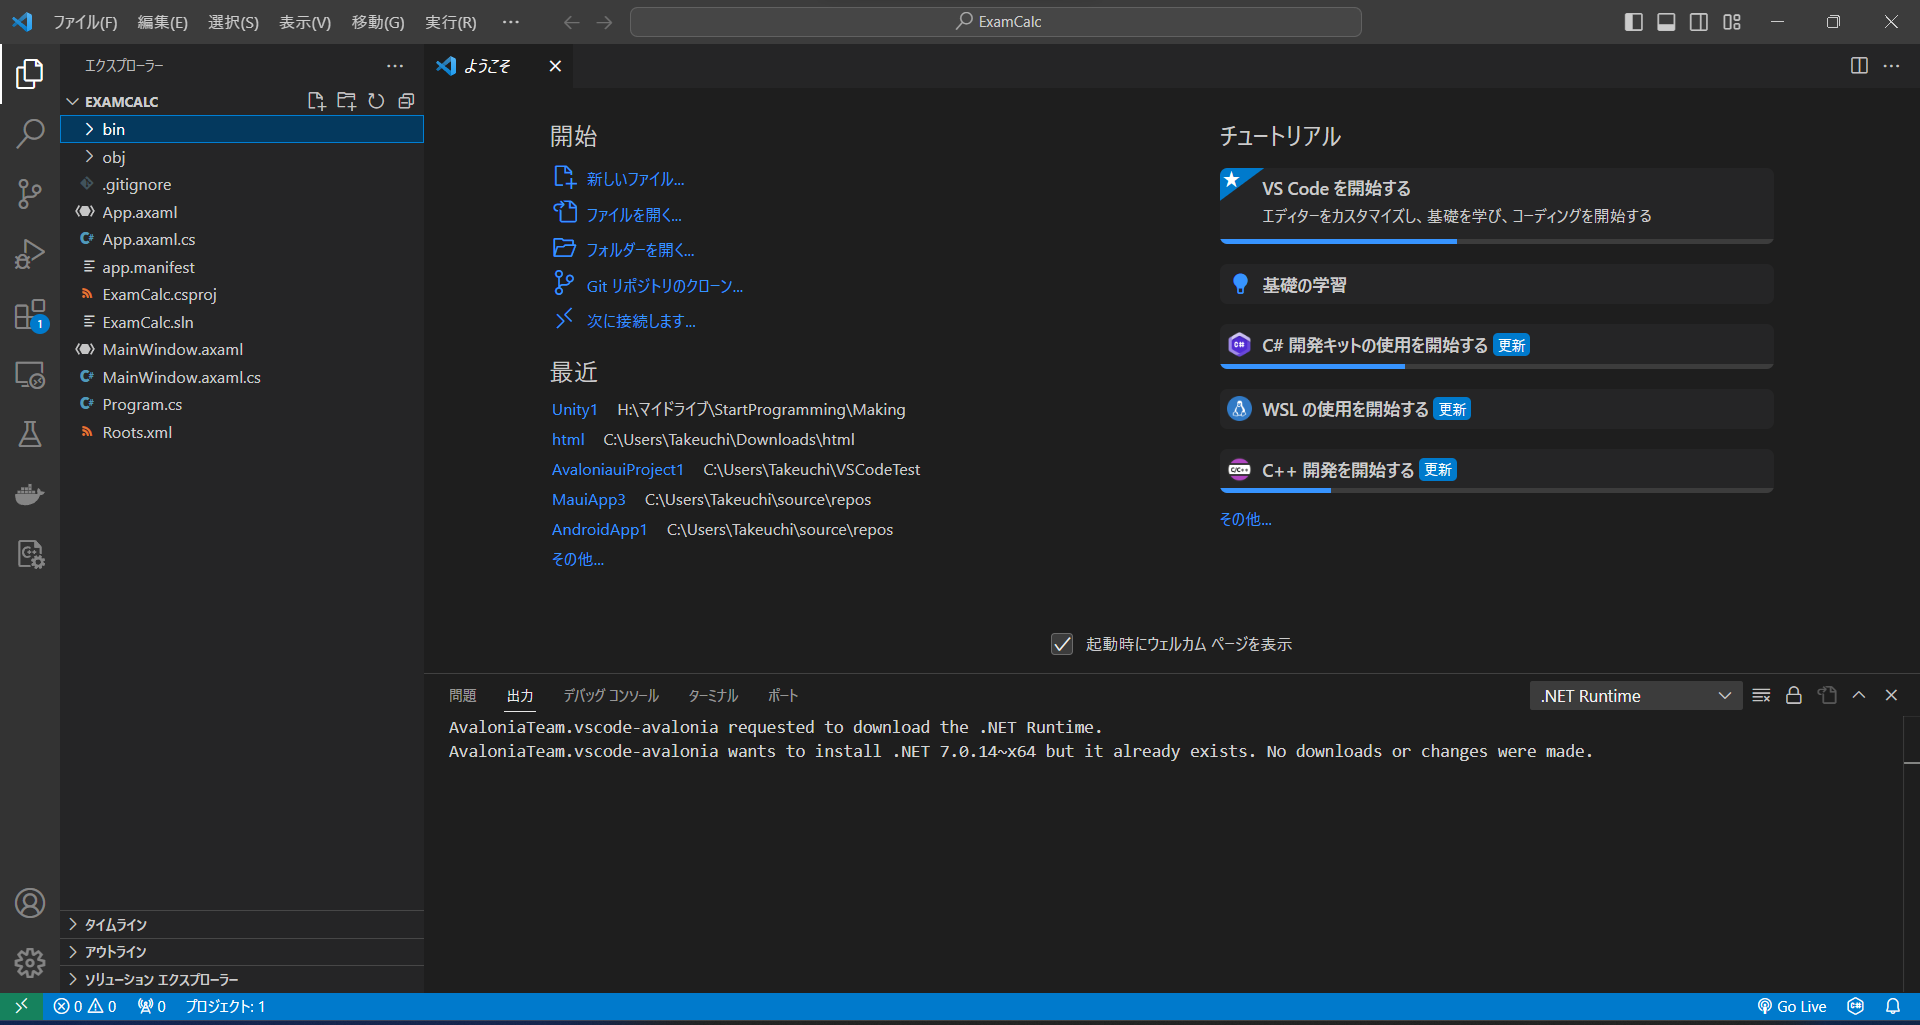 ファイル(F) 編集(E) 選択(S) 表示(V) 移動(G) 実行(R) ···
ExamCalc
エクスプローラー
EXAMCALC
bin
obj
.gitignore
App.axaml
App.axaml.cs
app.manifest
ExamCalc.csproj
ExamCalc.sln
MainWindow.axaml
MainWindow.axaml.cs
Program.cs
Roots.xml
タイムライン
アウトライン
ソリューション エクスプローラー
1
ようこそ
開始
新しいファイル...
ファイルを開く...
フォルダーを開く...
Git リポジトリのクローン...
次に接続します...
最近
Unity1 H:\マイドライブ\StartProgramming\Making
html C:\Users\Takeuchi\Downloads\html
AvaloniauiProject1 C:\Users\Takeuchi\VSCodeTest
MauiApp3 C:\Users\Takeuchi\source\repos
AndroidApp1 C:\Users\Takeuchi\source\repos
その他...
チュートリアル
VS Code を開始する
エディターをカスタマイズし、基礎を学び、コーディングを開始する
基礎の学習
C# 開発キットの使用を開始する 更新
WSL の使用を開始する 更新
C++ 開発を開始する 更新
その他...
起動時にウェルカム ページを表示
問題 出力 デバッグ コンソール ターミナル ポート
.NET Runtime
AvaloniaTeam.vscode-avalonia requested to download the .NET Runtime.
AvaloniaTeam.vscode-avalonia wants to install .NET 7.0.14~x64 but it already exists. No downloads or changes were made.
0 0 0 プロジェクト: 1
Go Live